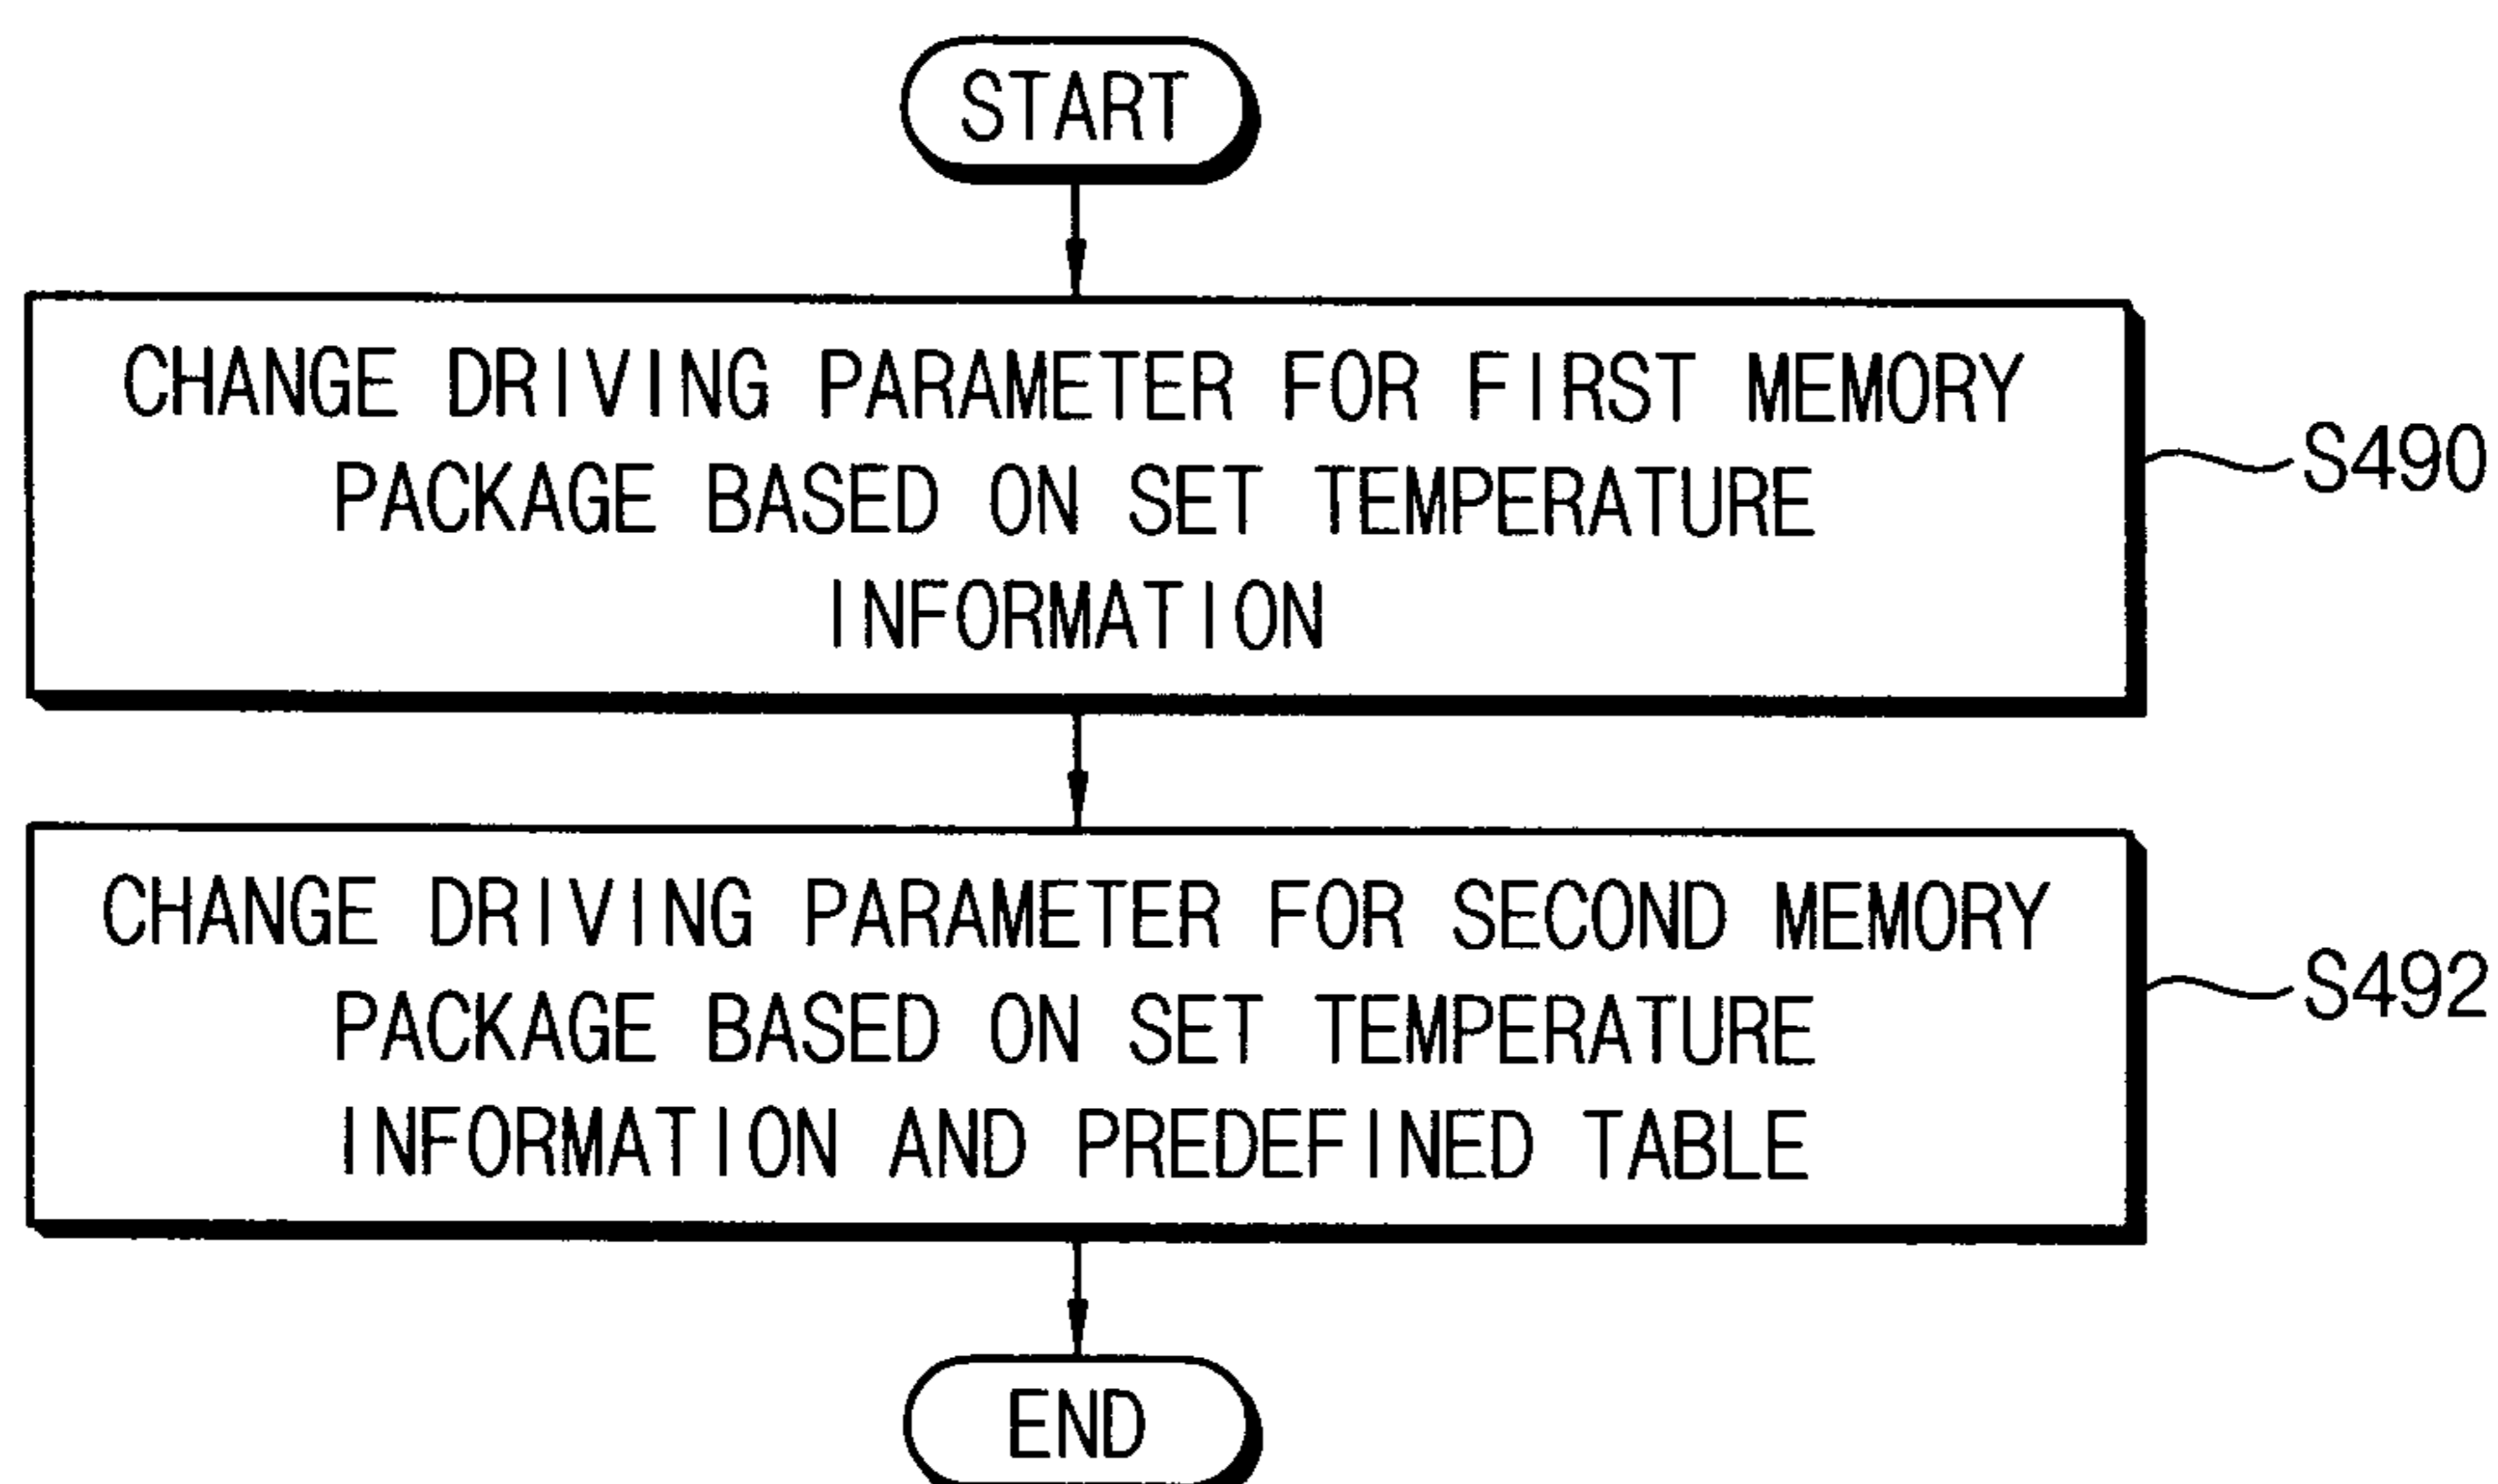 START
CHANGE DRIVING PARAMETER FOR FIRST MEMORY
PACKAGE BASED ON SET TEMPERATURE
INFORMATION
S490
CHANGE DRIVING PARAMETER FOR SECOND MEMORY
PACKAGE BASED ON SET TEMPERATURE
INFORMATION AND PREDEFINED TABLE
S492
END